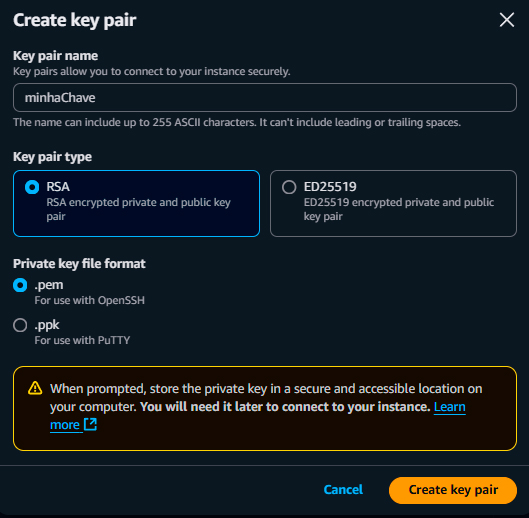 Create key pair
Key pair name
Key pairs allow you to connect to your instance securely.
minhaChave
The name can include up to 255 ASCII characters. It can't include leading or trailing spaces.
Key pair type
RSA
RSA encrypted private and public key
pair
ED25519
ED25519 encrypted private and public
key pair
Private key file format
.pem
For use with OpenSSH
.ppk
For use with PuTTY
When prompted, store the private key in a secure and accessible location on
your computer. You will need it later to connect to your instance. Learn
more
Cancel
Create key pair